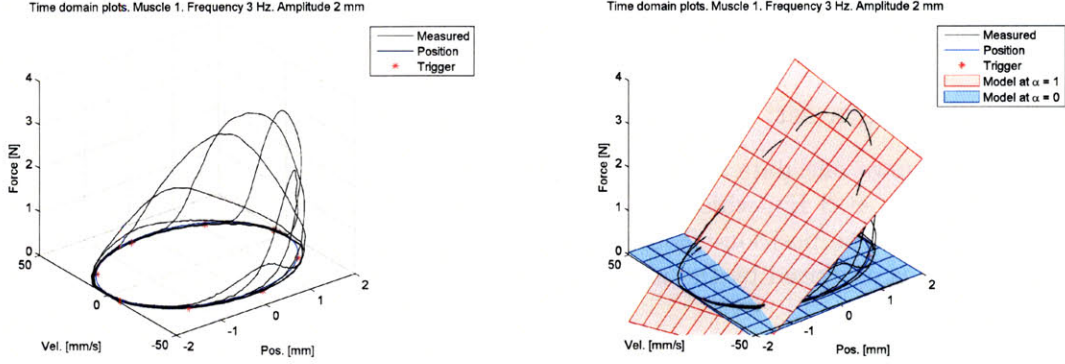 Time domain plots. Muscle 1. Frequency 3 Hz. Amplitude 2 mm
Measured
Position
Trigger
4
3
2
1
0
Force [N]
50
0
-50
Vel. [mm/s]
-2
-1
0
1
2
Pos. [mm]
Time domain plots. Muscle 1. Frequency 3 Hz. Amplitude 2 mm
Measured
Position
Trigger
Model at α = 1
Model at α = 0
4
3
2
1
0
Force [N]
50
0
-50
Vel. [mm/s]
-2
-1
0
1
2
Pos. [mm]